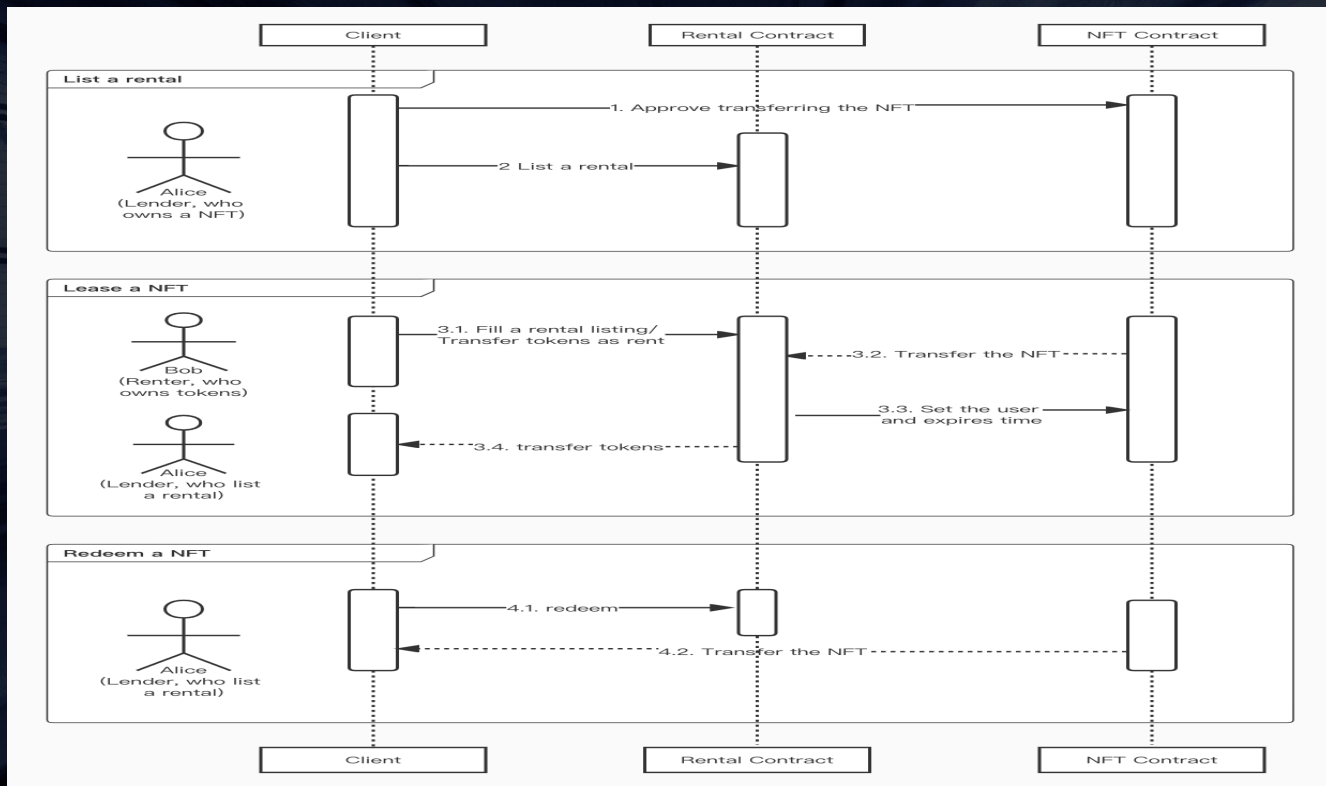 Client
Rental Contract
NFT Contract
List a rental
1. Approve transferring the NFT
2 List a rental
Alice
(Lender, who
owns a NFT)
Lease a NFT
3.1. Fill a rental listing/
Transfer tokens as rent
3.2. Transfer the NFT
Bob
(Renter, who
owns tokens)
3.3. Set the user
and expires time
3.4. transfer tokens
Alice
(Lender, who list
a rental)
Redeem a NFT
4.1. redeem
4.2. Transfer the NFT
Alice
(Lender, who list
a rental)
Client
Rental Contract
NFT Contract